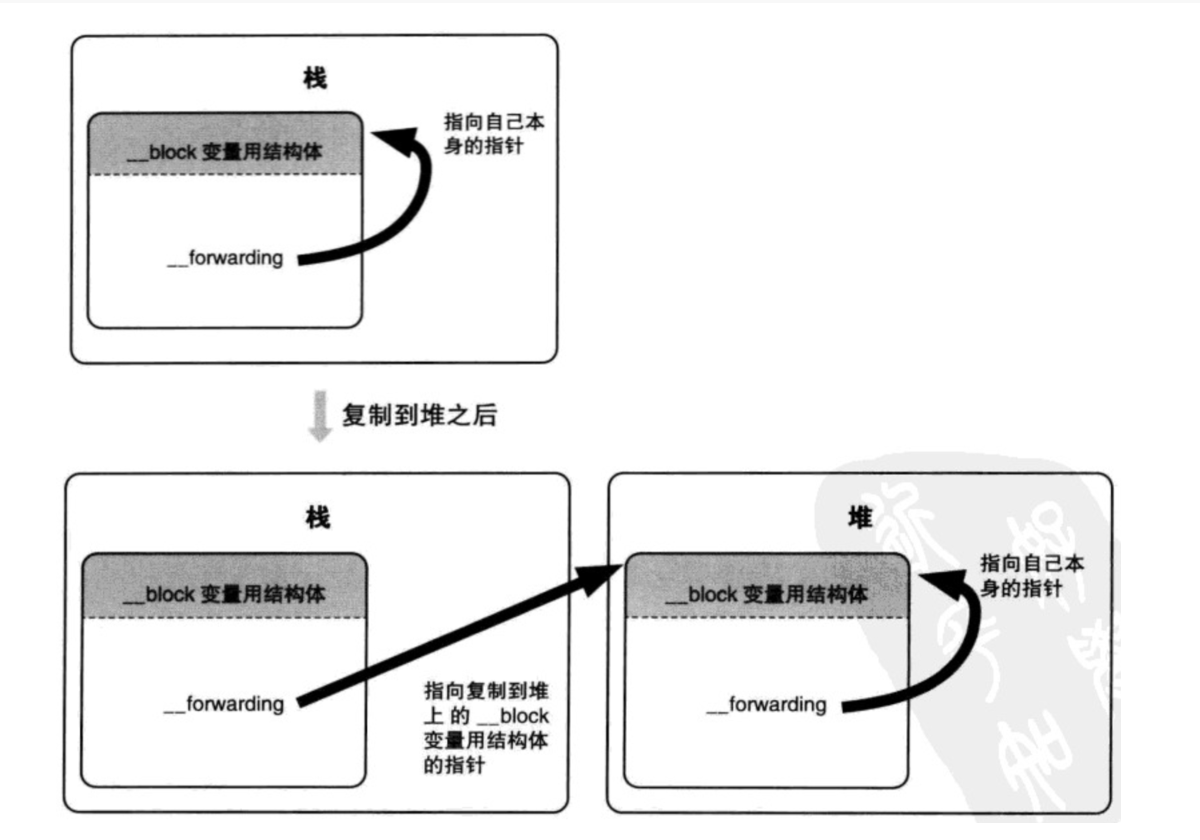 栈
指向自己本
身的指针
__block 变量用结构体
__forwarding
复制到堆之后
栈
__block 变量用结构体
__forwarding
指向复制到堆
上的 __block
变量用结构体
的指针
堆
指向自己本
身的指针
__block 变量用结构体
__forwarding